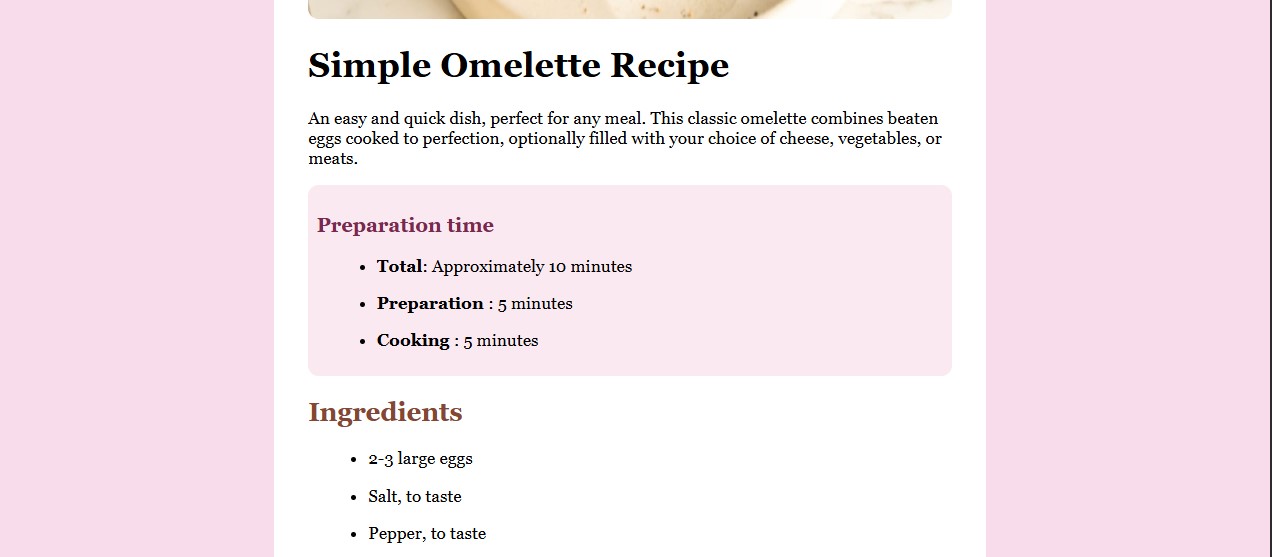 Simple Omelette Recipe
An easy and quick dish, perfect for any meal. This classic omelette combines beaten
eggs cooked to perfection, optionally filled with your choice of cheese, vegetables, or
meats.
Preparation time
• Total: Approximately 10 minutes
• Preparation : 5 minutes
• Cooking : 5 minutes
Ingredients
• 2-3 large eggs
• Salt, to taste
• Pepper, to taste